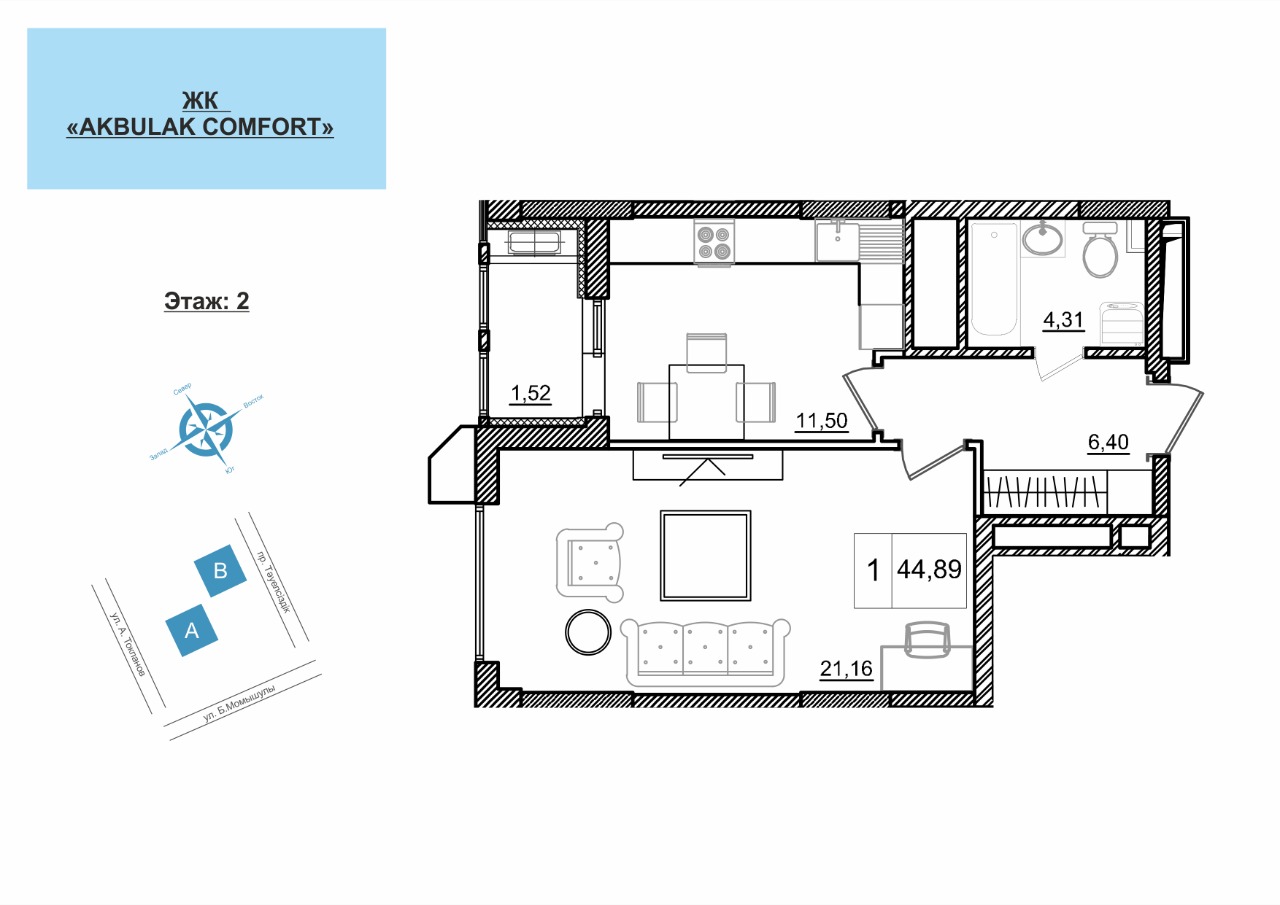 ЖК
«AKBULAK COMFORT»
Этаж: 2
Север
Восток
Запад
Юг
В
А
пр. Тәуелсіздік
ул. А. Токпанов
ул. Б.Момышулы
1,52
11,50
4,31
6,40
1 44,89
21,16